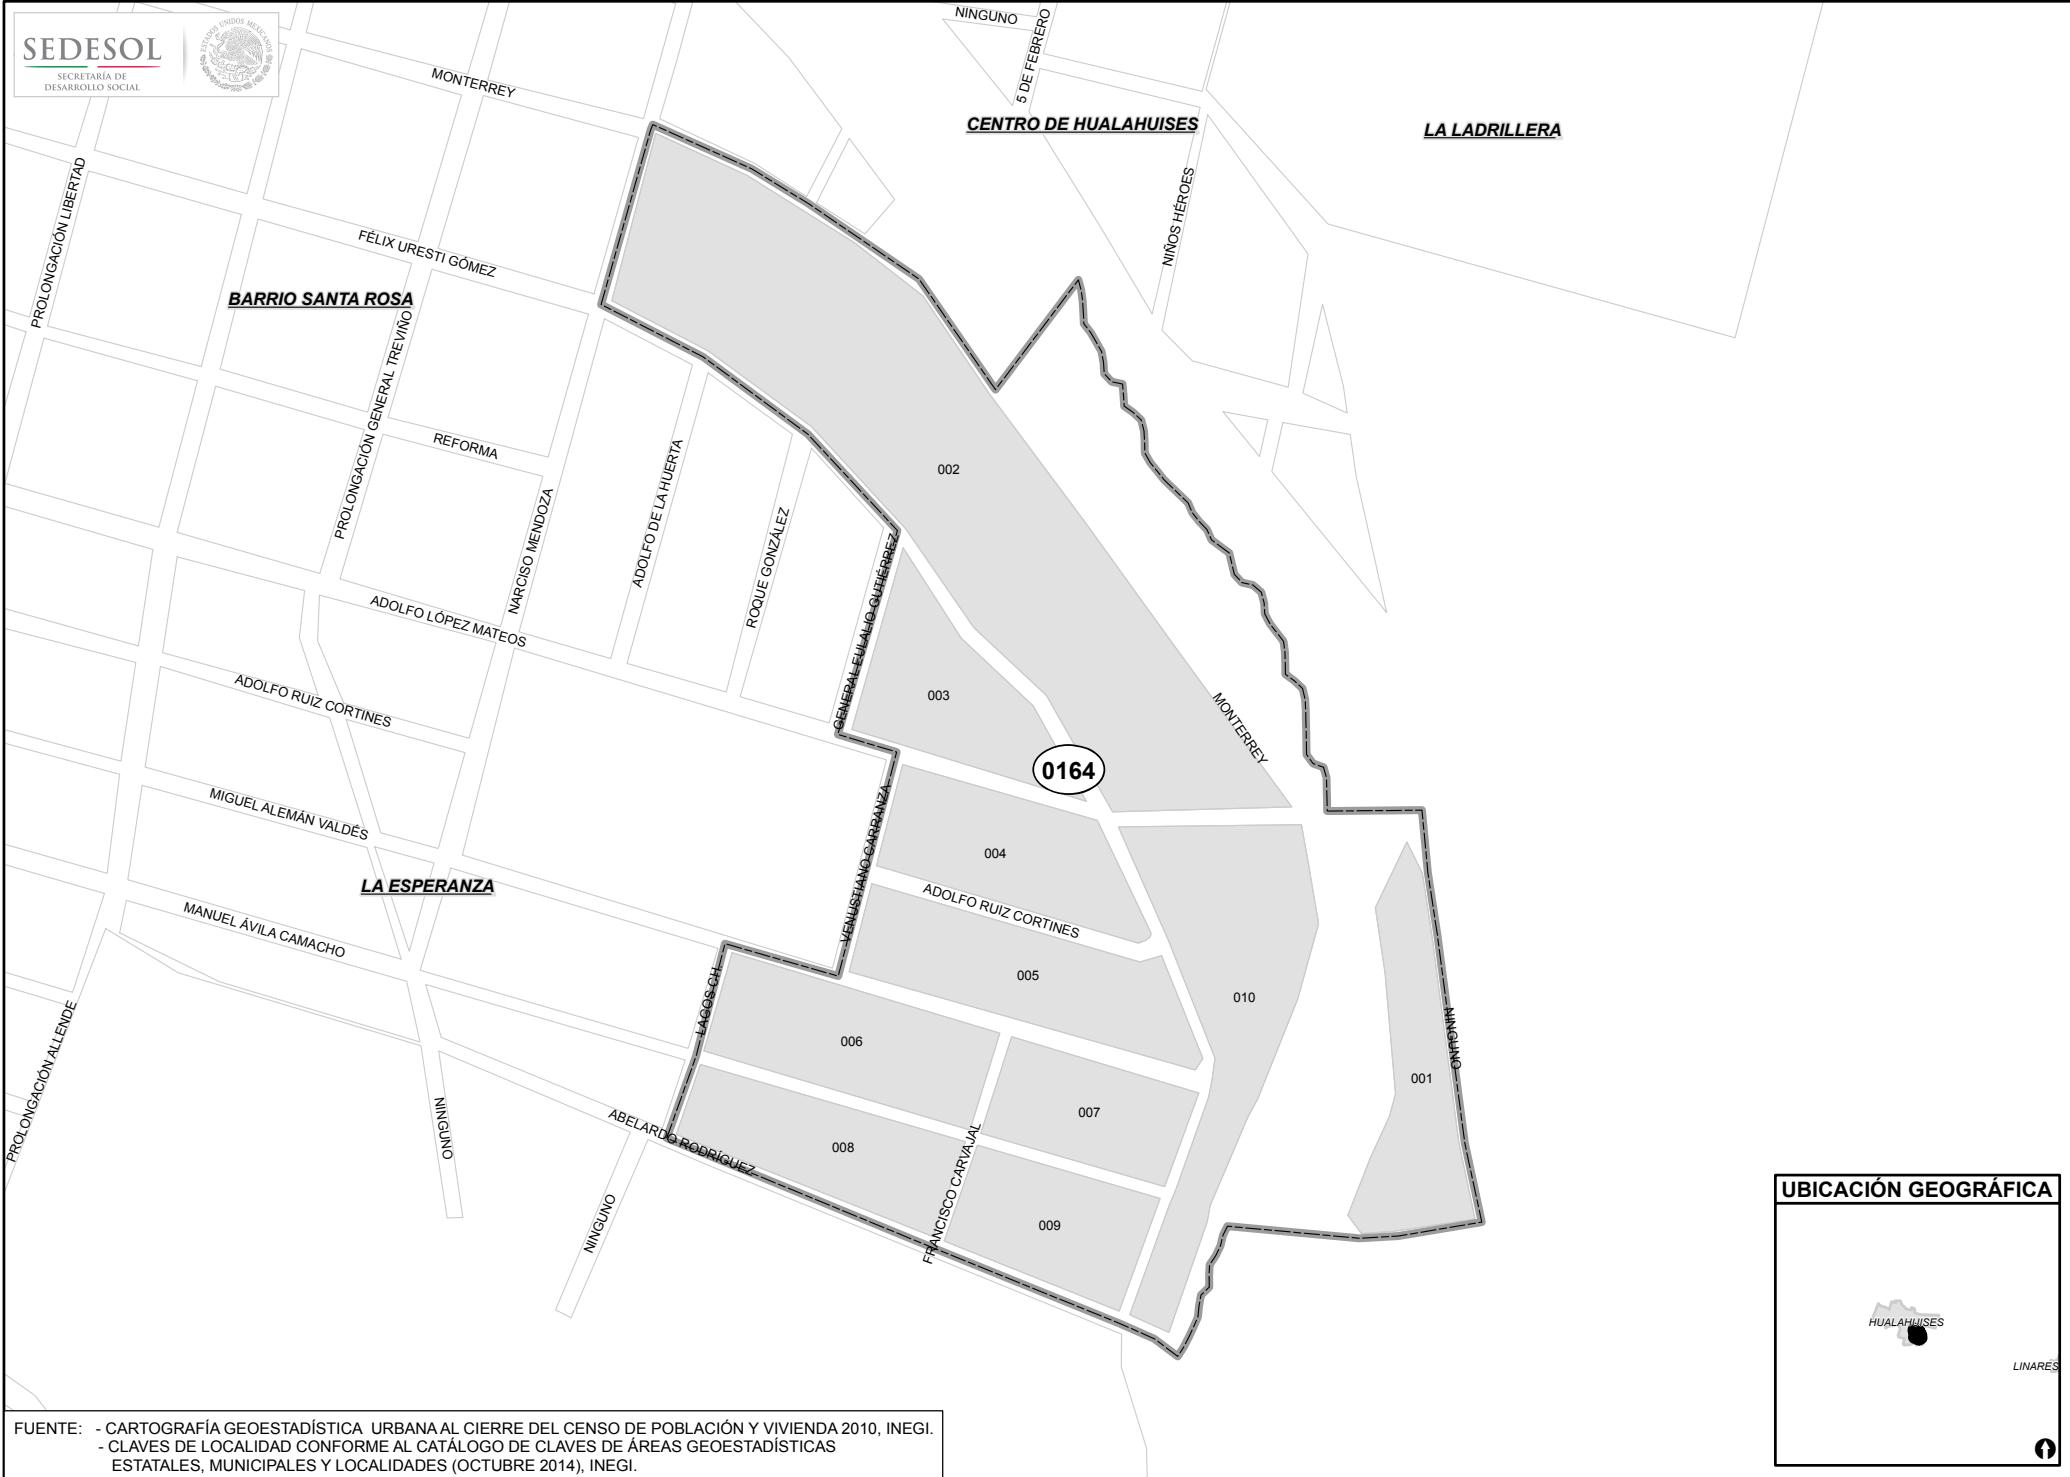 SEDESOL
SECRETARÍA DE
DESARROLLO SOCIAL
ESTADOS UNIDOS MEXICANOS
NINGUNO
5 DE FEBRERO
MONTERREY
CENTRO DE HUALAHUISES
LA LADRILLERA
PROLONGACIÓN LIBERTAD
NIÑOS HÉROES
FÉLIX URESTI GÓMEZ
BARRIO SANTA ROSA
PROLONGACIÓN GENERAL TREVIÑO
REFORMA
002
NARCISO MENDOZA
ADOLFO DE LA HUERTA
ROQUE GONZÁLEZ
GENERAL EULALIO GUTIÉRREZ
ADOLFO LÓPEZ MATEOS
ADOLFO RUIZ CORTINES
003
MONTERREY
0164
MIGUEL ALEMÁN VALDÉS
VENUSTIANO CARRANZA
004
LA ESPERANZA
ADOLFO RUIZ CORTINES
MANUEL ÁVILA CAMACHO
005
LAGOS CH
010
NINGUNO
006
001
PROLONGACIÓN ALLENDE
NINGUNO
007
ABELARDO RODRÍGUEZ
008
FRANCISCO CARVAJAL
009
NINGUNO
UBICACIÓN GEOGRÁFICA
HUALAHUISES
LINARES
FUENTE: - CARTOGRAFÍA GEOESTADÍSTICA URBANA AL CIERRE DEL CENSO DE POBLACIÓN Y VIVIENDA 2010, INEGI.
- CLAVES DE LOCALIDAD CONFORME AL CATÁLOGO DE CLAVES DE ÁREAS GEOESTADÍSTICAS
ESTATALES, MUNICIPALES Y LOCALIDADES (OCTUBRE 2014), INEGI.